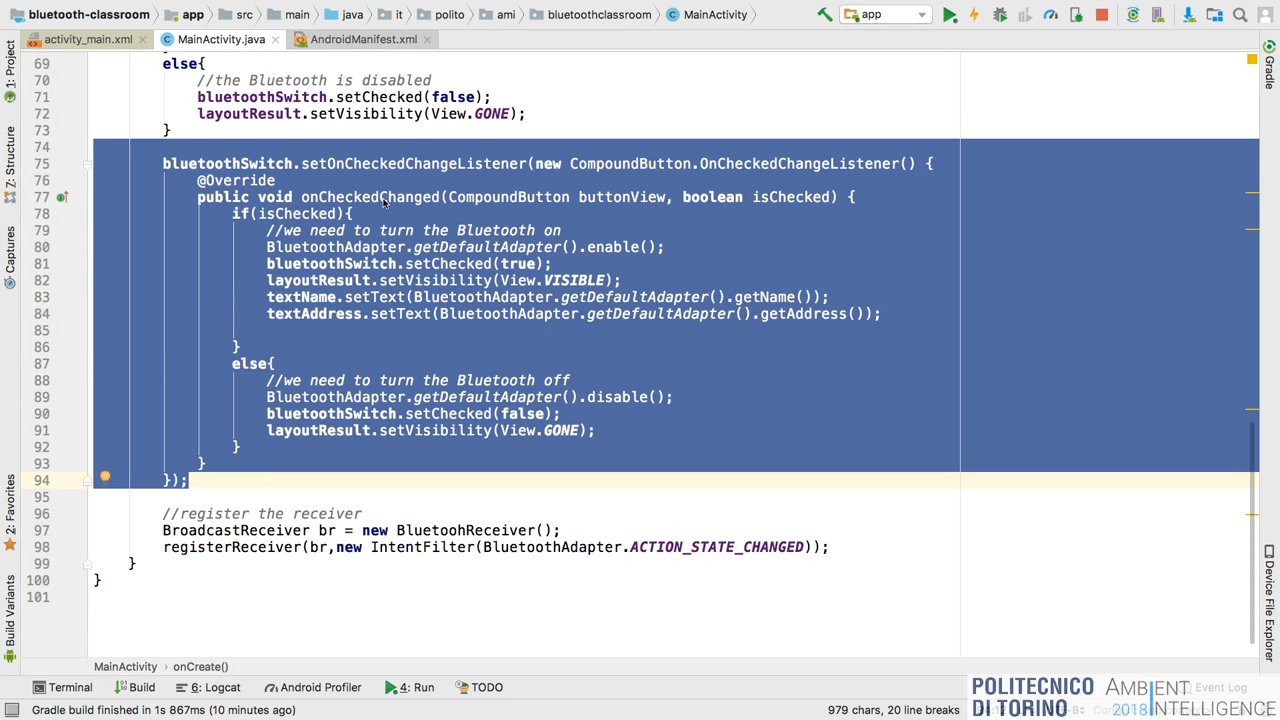 bluetooth-classroom app src main java it polito ami bluetoothclassroom MainActivity app
activity_main.xml MainActivity.java AndroidManifest.xml
1: Project
7: Structure
Captures
2: Favorites
Build Variants
69 else{
70 //the Bluetooth is disabled
71 bluetoothSwitch.setChecked(false);
72 layoutResult.setVisibility(View.GONE);
73 }
74
75 bluetoothSwitch.setOnCheckedChangeListener(new CompoundButton.OnCheckedChangeListener() {
76 @Override
77 public void onCheckedChanged(CompoundButton buttonView, boolean isChecked) {
78 if(isChecked){
79 //we need to turn the Bluetooth on
80 BluetoothAdapter.getDefaultAdapter().enable();
81 bluetoothSwitch.setChecked(true);
82 layoutResult.setVisibility(View.VISIBLE);
83 textName.setText(BluetoothAdapter.getDefaultAdapter().getName());
84 textAddress.setText(BluetoothAdapter.getDefaultAdapter().getAddress());
85
86 }
87 else{
88 //we need to turn the Bluetooth off
89 BluetoothAdapter.getDefaultAdapter().disable();
90 bluetoothSwitch.setChecked(false);
91 layoutResult.setVisibility(View.GONE);
92 }
93 }
94 });
95
96 //register the receiver
97 BroadcastReceiver br = new BluetoohReceiver();
98 registerReceiver(br,new IntentFilter(BluetoothAdapter.ACTION_STATE_CHANGED));
99 }
100 }
101
Gradle
Device File Explorer
MainActivity onCreate()
Terminal Build 6: Logcat Android Profiler 4: Run TODO Event Log
Gradle build finished in 1s 867ms (10 minutes ago) 979 chars, 20 line breaks
POLITECNICO
DI TORINO
AMBIENT
2018 INTELLIGENCE